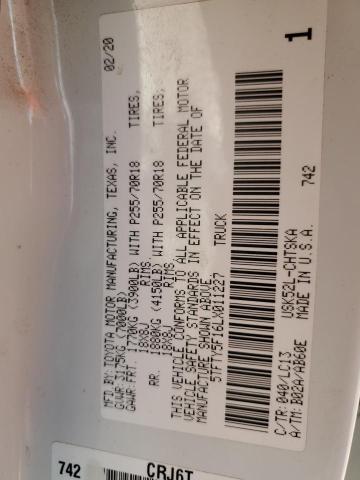 MFD.BY:TOYOTA MOTOR MANUFACTURING, TEXAS, INC. 02/20
GVWR:3175KG (7000LB)
GAWR:FRT. 1770KG (3900LB) WITH P255/70R18 TIRES,
18X8J RIMS,
RR. 1880KG (4150LB) WITH P255/70R18 TIRES,
18X8J RIMS.
THIS VEHICLE CONFORMS TO ALL APPLICABLE FEDERAL MOTOR
VEHICLE SAFETY STANDARDS IN EFFECT ON THE DATE OF
MANUFACTURE SHOWN ABOVE.
5TFTY5F16LX011227 TRUCK
1
742
C/TR:040/LC13 USK52L-CHTSKA
A/TM:B02A/AB60E MADE IN U.S.A.
742 CRJ6T